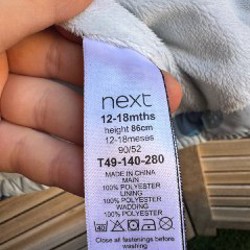 next
12-18mths
height 86cm
12-18meses
90/52
T49-140-280
MADE IN CHINA
MAIN
100% POLYESTER
LINING
100% POLYESTER
WADDING
100% POLYESTER
Close all fastenings before
washing